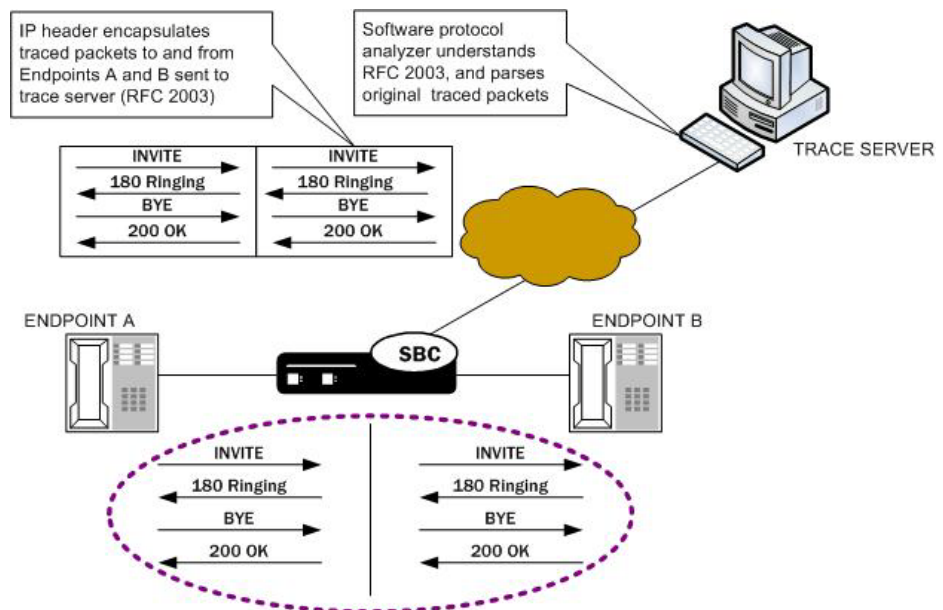 IP header encapsulates
traced packets to and from
Endpoints A and B sent to
trace server (RFC 2003)
Software protocol
analyzer understands
RFC 2003, and parses
original traced packets
TRACE SERVER
INVITE
180 Ringing
BYE
200 OK
INVITE
180 Ringing
BYE
200 OK
ENDPOINT A
SBC
ENDPOINT B
INVITE
180 Ringing
BYE
200 OK
INVITE
180 Ringing
BYE
200 OK